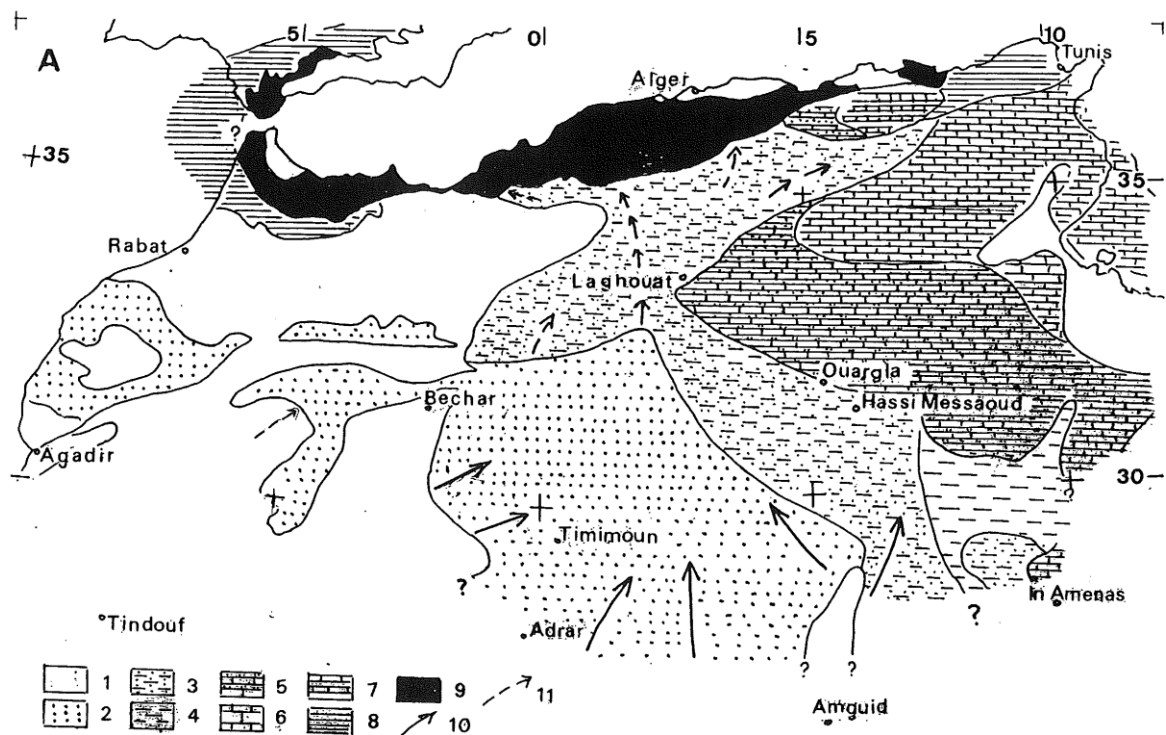 A
5
0
5
10
Tunis
Alger
35
35
Rabat
Laghouat
Ouargla
Hassi Messaoud
Bechar
Agadir
30
Timimoun
In Amenas
Tindouf
Adrar
Amguid
?
?
?
?
?
?
1 3 5 7 9 11
2 4 6 8 10